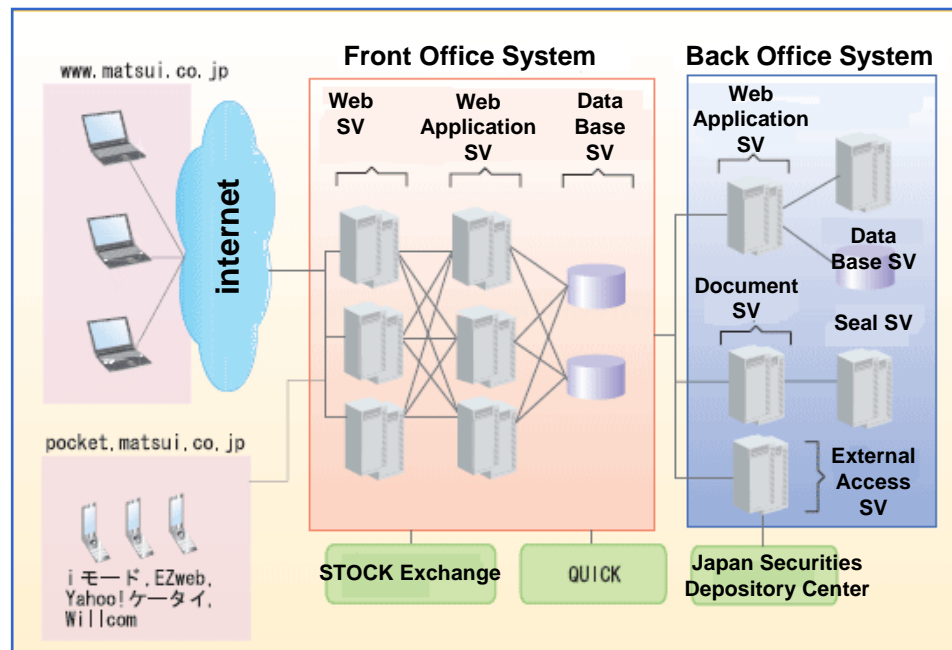 Front Office System
Back Office System
www.matsui.co.jp
internet
Web
SV
Web
Application
SV
Data
Base
SV
Web
Application
SV
Data
Base SV
Document
SV
Seal SV
External
Access
SV
pocket.matsui.co.jp
iモード,EZweb,
Yahoo!ケータイ,
Willcom
STOCK Exchange
QUICK
Japan Securities
Depository Center